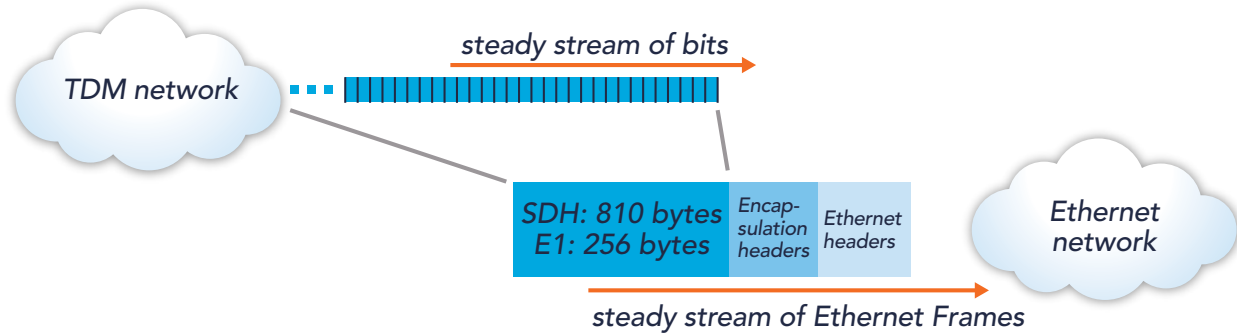 steady stream of bits
TDM network
SDH: 810 bytes
E1: 256 bytes
Encap-
sulation
headers
Ethernet
headers
Ethernet
network
steady stream of Ethernet Frames